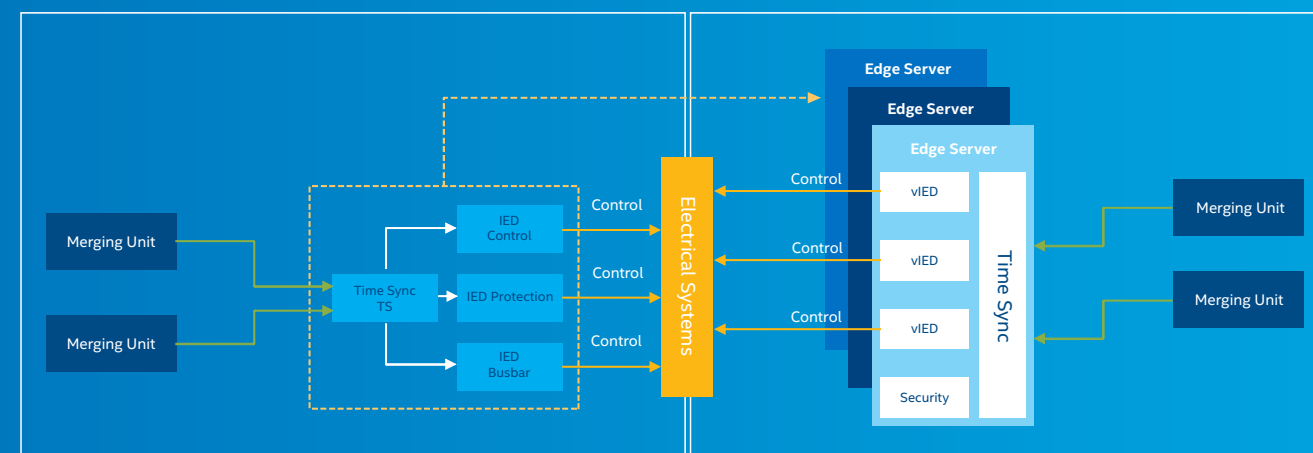 Merging Unit
Merging Unit
Time Sync
TS
IED
Control
IED Protection
IED
Busbar
Control
Control
Control
Electrical Systems
Edge Server
Edge Server
Edge Server
Control
Control
Control
vIED
vIED
vIED
Security
Time Sync
Merging Unit
Merging Unit